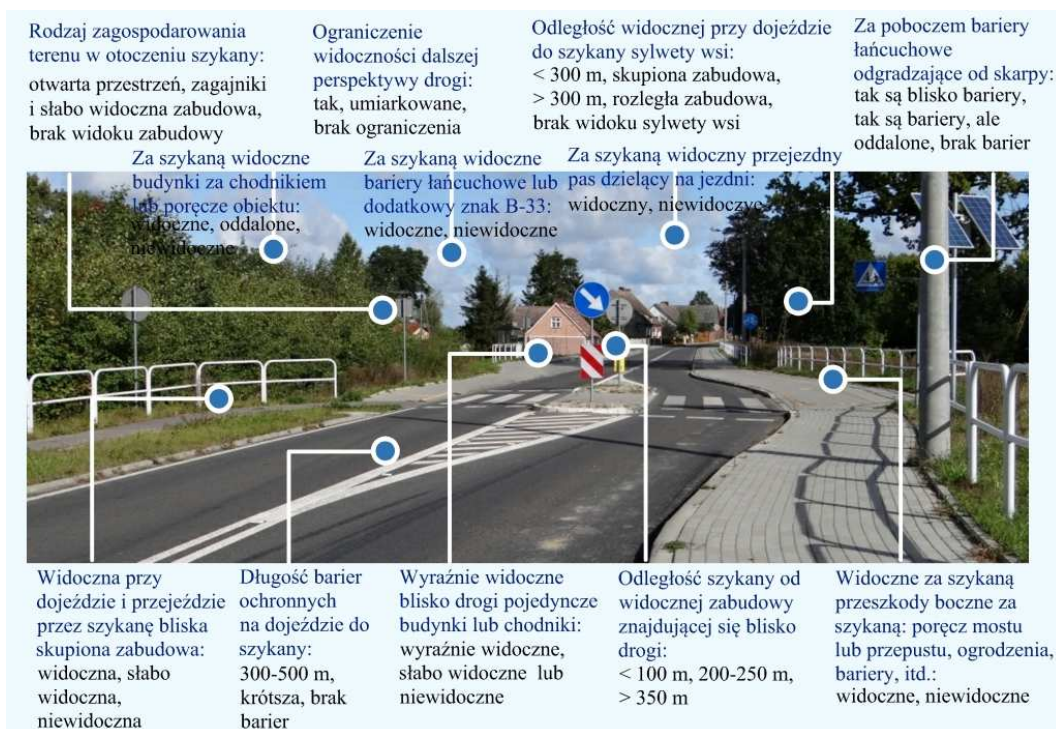 Rodzaj zagospodarowania
terenu w otoczeniu szykany:
otwarta przestrzeń, zagajniki
i słabo widoczna zabudowa,
brak widoku zabudowy
Ograniczenie
widoczności dalszej
perspektywy drogi:
tak, umiarkowane,
brak ograniczenia
Odległość widocznej przy dojeździe
do szykany sylwety wsi:
< 300 m, skupiona zabudowa,
> 300 m, rozległa zabudowa,
brak widoku sylwety wsi
Za poboczem bariery
łańcuchowe
odgradzające od skarpy:
tak są blisko bariery,
tak są bariery, ale
oddalone, brak barier
Za szykaną widoczne
budynki za chodnikiem
lub poręcze obiektu:
widoczne, oddalone,
niewidoczne
Za szykaną widoczne
bariery łańcuchowe lub
dodatkowy znak B-33:
widoczne, niewidoczne
Za szykaną widoczny przejezdny
pas dzielący na jezdni:
widoczny, niewidoczny
Widoczna przy
dojeździe i przejeździe
przez szykanę bliska
skupiona zabudowa:
widoczna, słabo
widoczna,
niewidoczna
Długość barier
ochronnych
na dojeździe do
szykany:
300-500 m,
krótsza, brak
barier
Wyraźnie widoczne
blisko drogi pojedyncze
budynki lub chodniki:
wyraźnie widoczne,
słabo widoczne lub
niewidoczne
Odległość szykany od
widocznej zabudowy
znajdującej się blisko
drogi:
< 100 m, 200-250 m,
> 350 m
Widoczne za szykaną
przeszkody boczne za
szykaną: poręcz mostu
lub przepustu, ogrodzenia,
bariery, itd.:
widoczne, niewidoczne